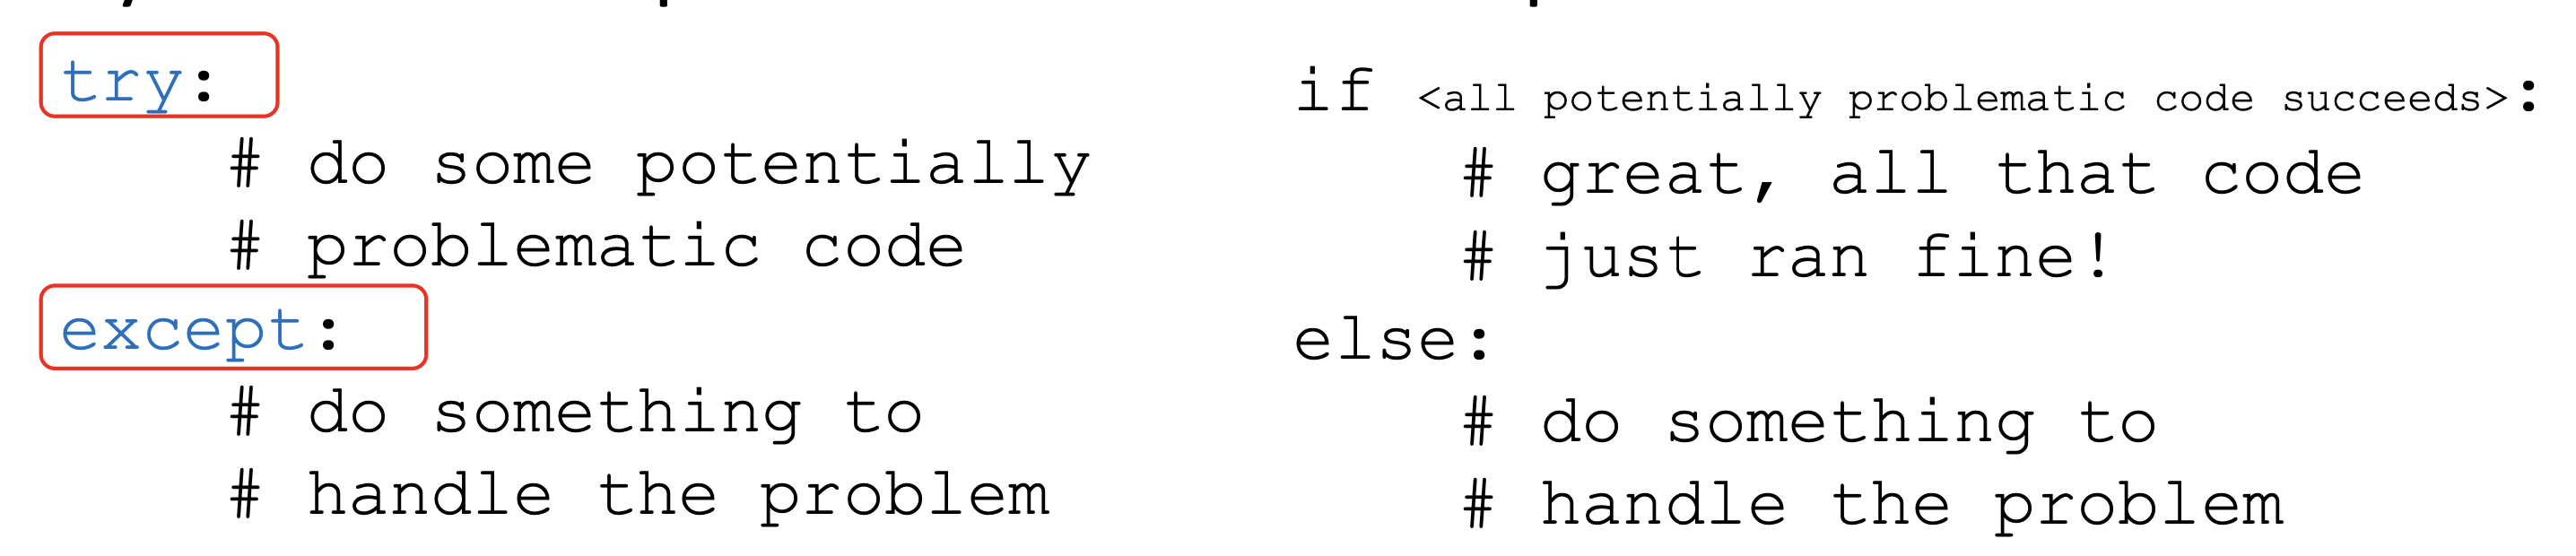 try:
# do some potentially
# problematic code
except:
# do something to
# handle the problem
if <all potentially problematic code succeeds>:
# great, all that code
# just ran fine!
else:
# do something to
# handle the problem